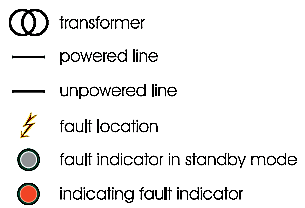 transformer
powered line
unpowered line
fault location
fault indicator in standby mode
indicating fault indicator